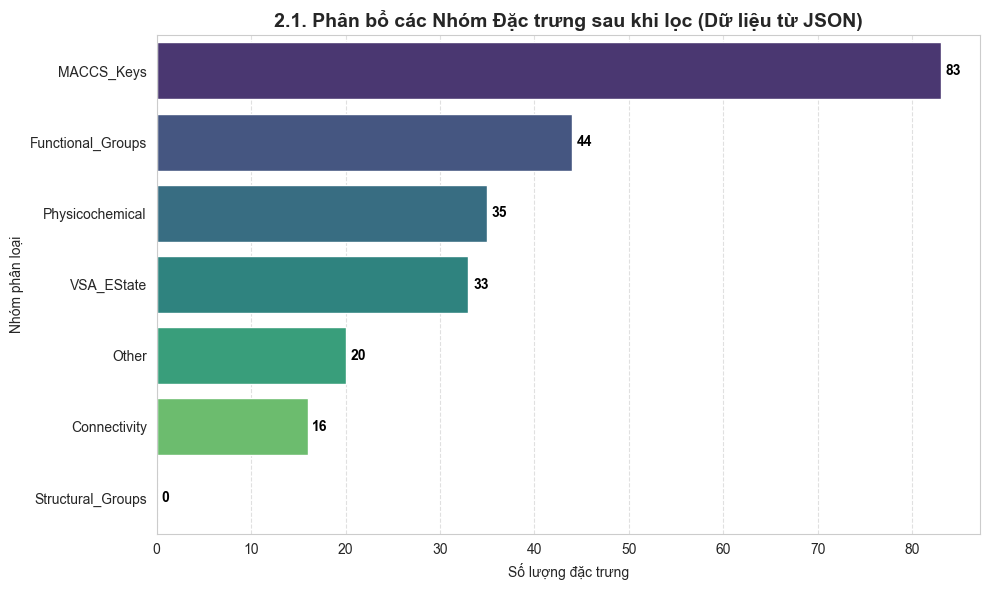 2.1. Phân bổ các Nhóm Đặc trưng sau khi lọc (Dữ liệu từ JSON)
Nhóm phân loại
MACCS_Keys 83
Functional_Groups 44
Physicochemical 35
VSA_EState 33
Other 20
Connectivity 16
Structural_Groups 0
0 10 20 30 40 50 60 70 80
Số lượng đặc trưng